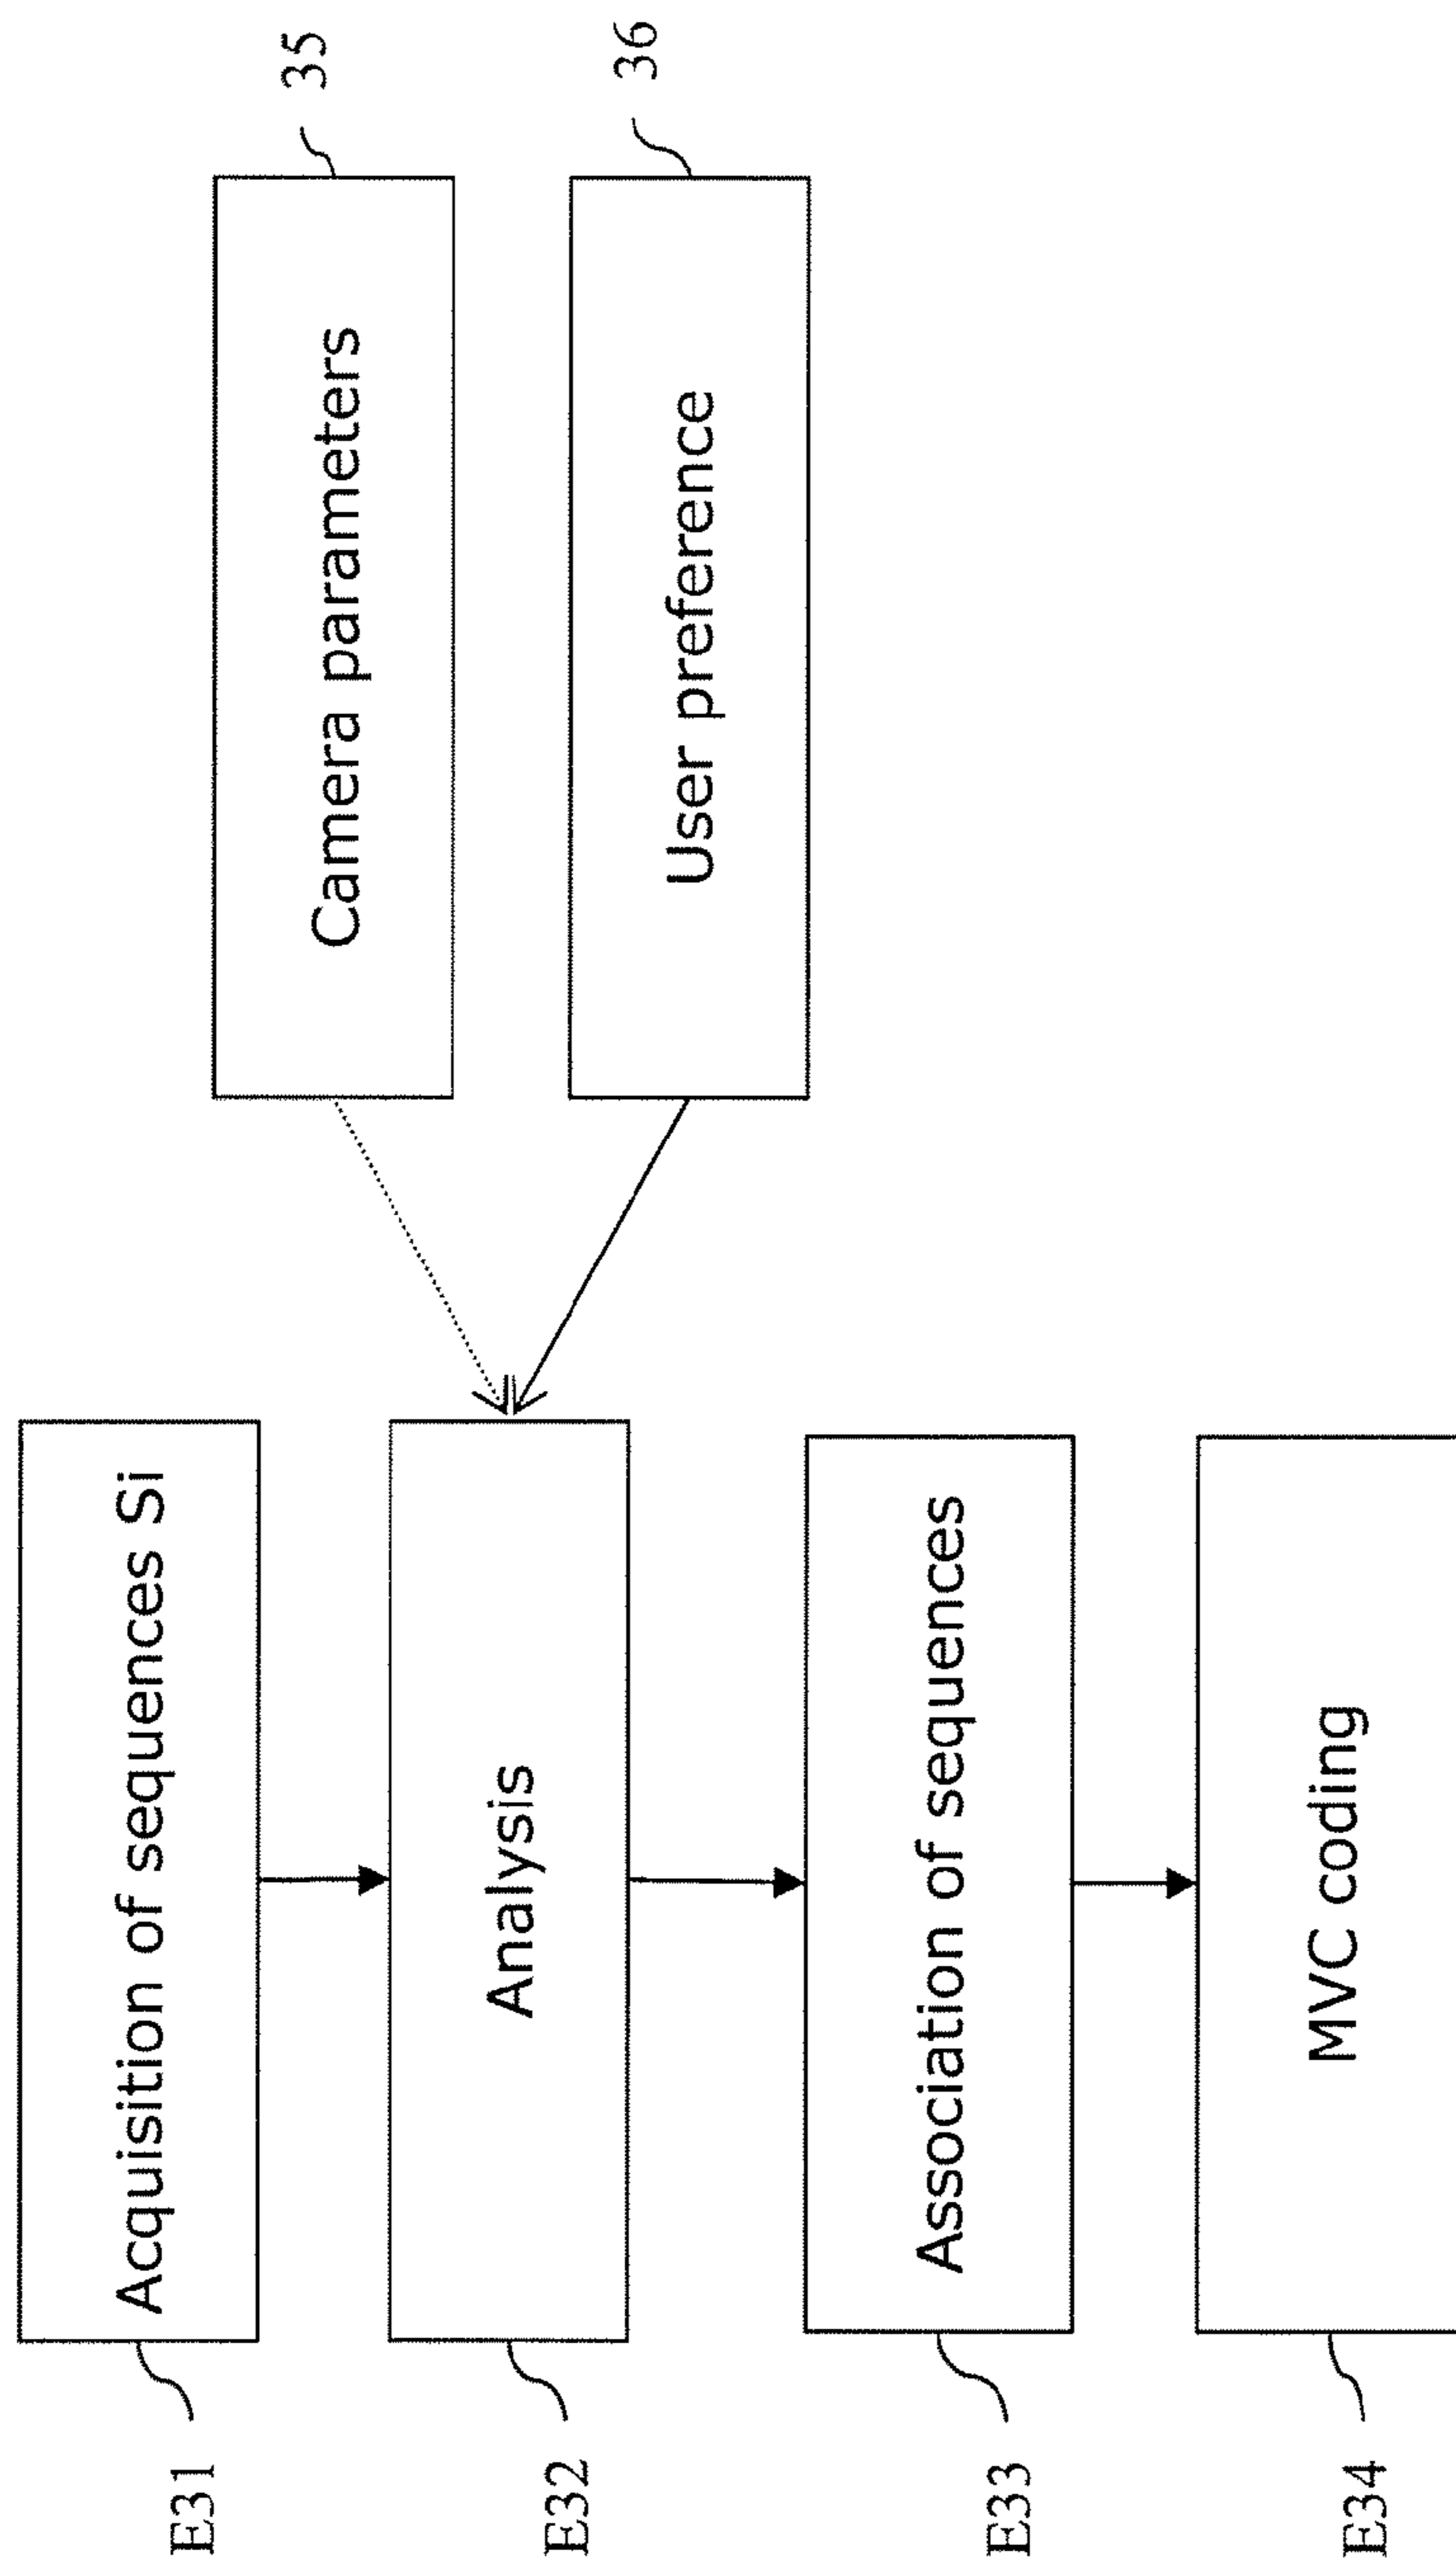 E31
Acquisition of sequences Si
E32
Analysis
E33
Association of sequences
E34
MVC coding
Camera parameters
35
User preference
36